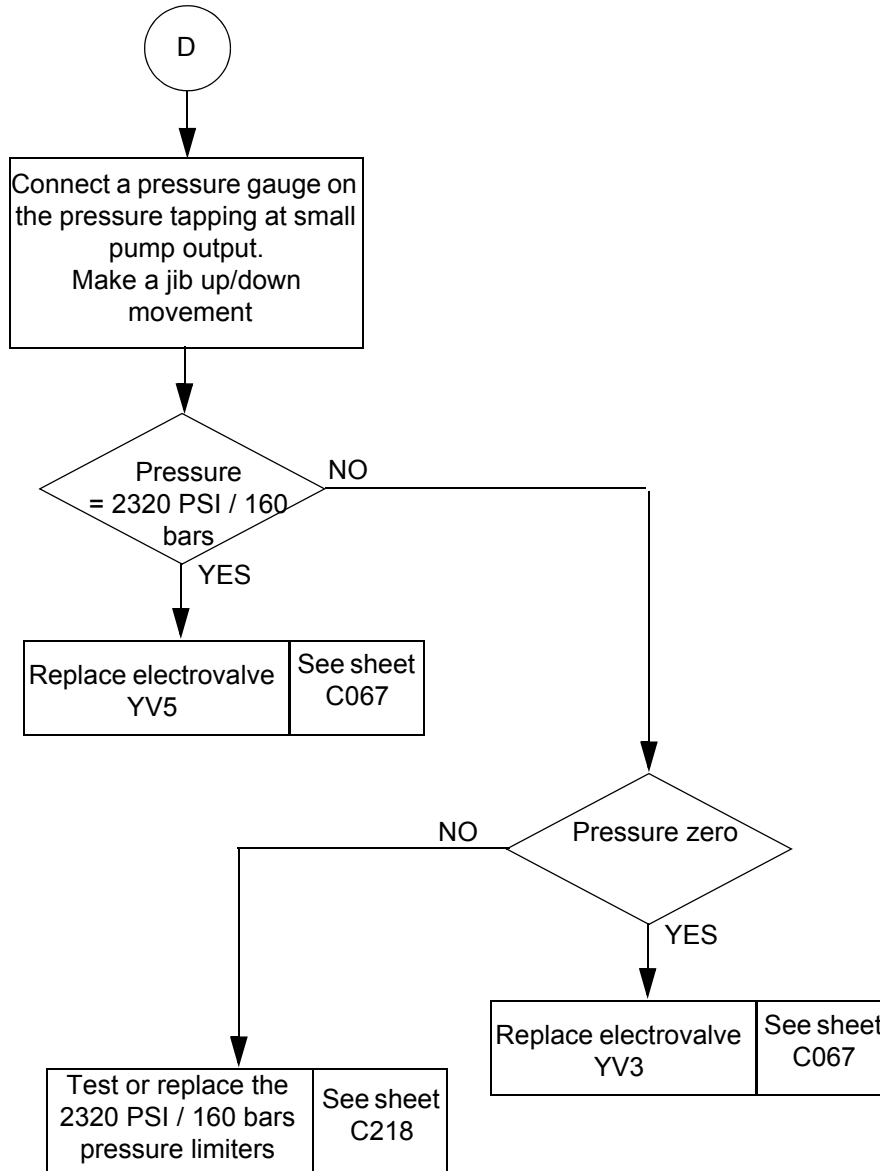 D
Connect a pressure gauge on
the pressure tapping at small
pump output.
Make a jib up/down
movement
Pressure
= 2320 PSI / 160
bars
NO
YES
Replace electrovalve
YV5
See sheet
C067
Pressure zero
NO
YES
Replace electrovalve
YV3
See sheet
C067
Test or replace the
2320 PSI / 160 bars
pressure limiters
See sheet
C218